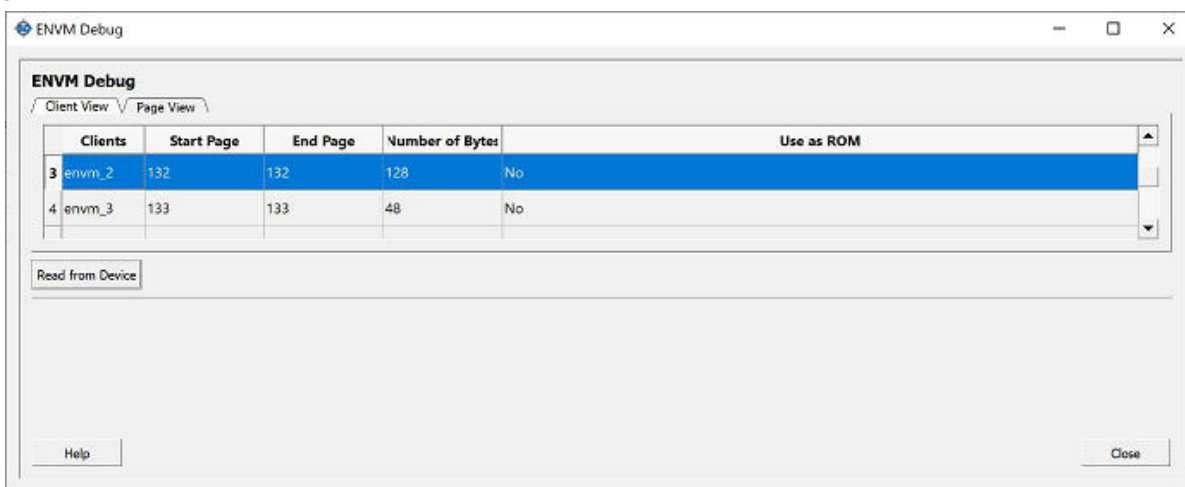 ENVM Debug
ENVM Debug
Client View Page View
Clients Start Page End Page Number of Bytes Use as ROM
3 envm_2 132 132 128 No
4 envm_3 133 133 48 No
Read from Device
Help Close